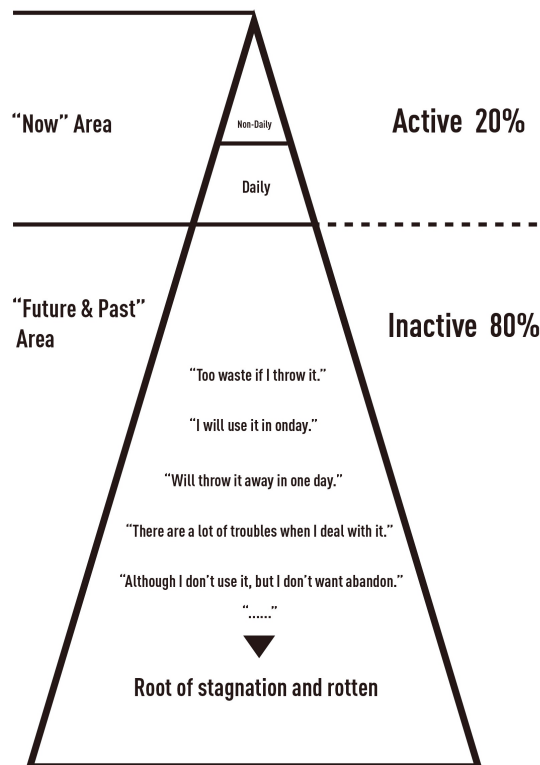 Non-Daily
“Now” Area
Active 20%
Daily
“Future & Past”
Area
Inactive 80%
“Too waste if I throw it.”
“I will use it in onday.”
“Will throw it away in one day.”
“There are a lot of troubles when I deal with it.”
“Although I don’t use it, but I don’t want abandon.”
“......”
Root of stagnation and rotten